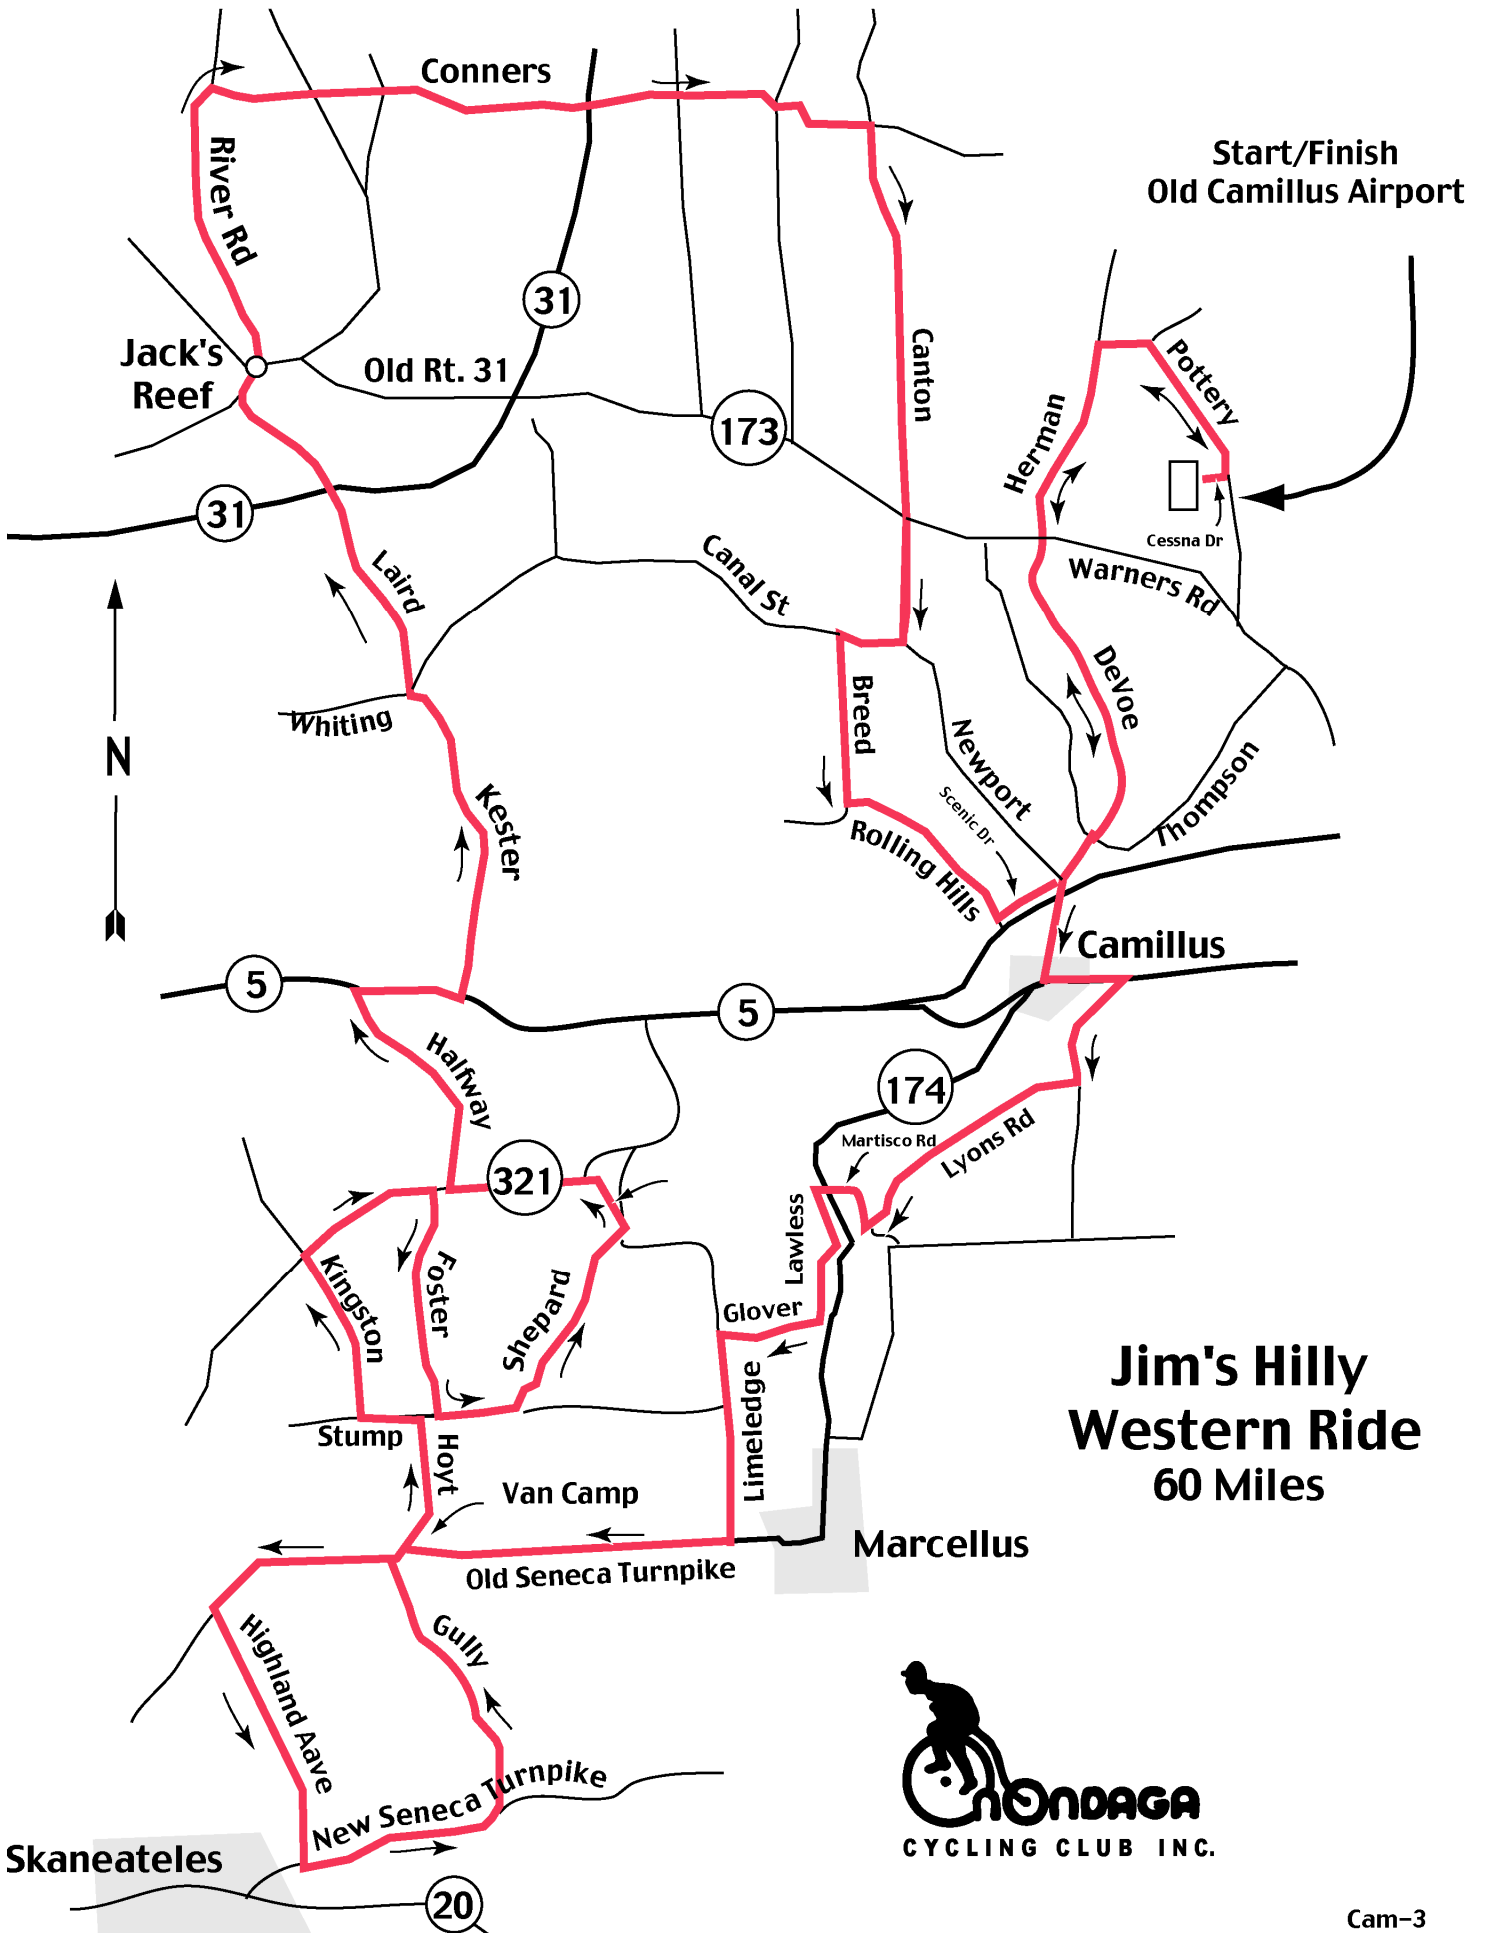 Conners
Start/Finish
Old Camillus Airport
River Rd
31
Jack's
Reef
Old Rt. 31
Canton
Pottery
173
Herman
31
Cessna Dr
Canal St
Warners Rd
Laird
Breed
DeVoe
Whiting
Newport
N
Kester
Scenic Dr
Thompson
Rolling Hills
Camillus
5
5
Halfway
174
Martisco Rd
Lyons Rd
321
Lawless
Kingston
Foster
Shepard
Glover
Limeledge
Jim's Hilly
Western Ride
60 Miles
Stump
Hoyt
Van Camp
Marcellus
Old Seneca Turnpike
Highland Aave
Gully
New Seneca Turnpike
Skaneateles
20
OnOnDAGA
CYCLING CLUB INC.
Cam-3